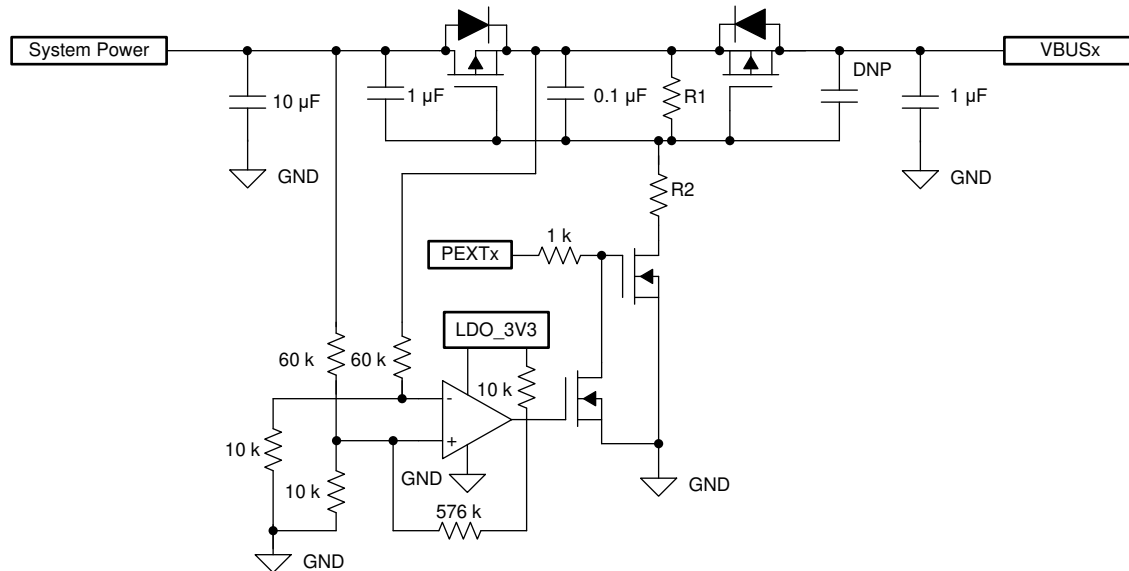 System Power
VBUSx
DNP
10 µF
1 µF
0.1 µF
R1
1 µF
GND
GND
R2
1 k
PEXTx
LDO_3V3
60 k
60 k
10 k
-
+
10 k
10 k
GND
GND
576 k
GND